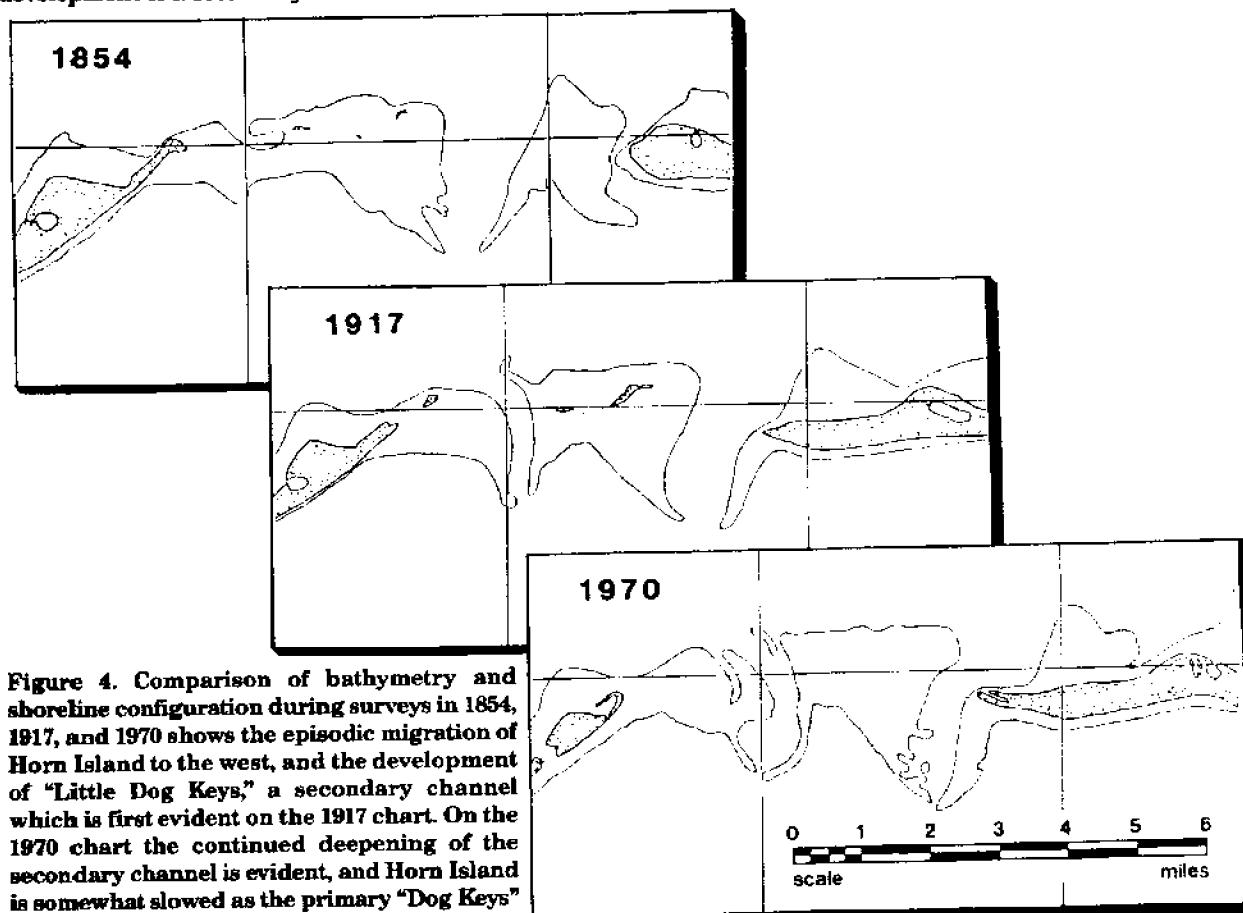 1854
1917
1970
Figure 4. Comparison of bathymetry and
shoreline configuration during surveys in 1854,
1917, and 1970 shows the episodic migration of
Horn Island to the west, and the development
of “Little Dog Keys,” a secondary channel
which is first evident on the 1917 chart. On the
1970 chart the continued deepening of the
secondary channel is evident, and Horn Island
is somewhat slowed as the primary “Dog Keys”
0 1 2 3 4 5 6
scale miles